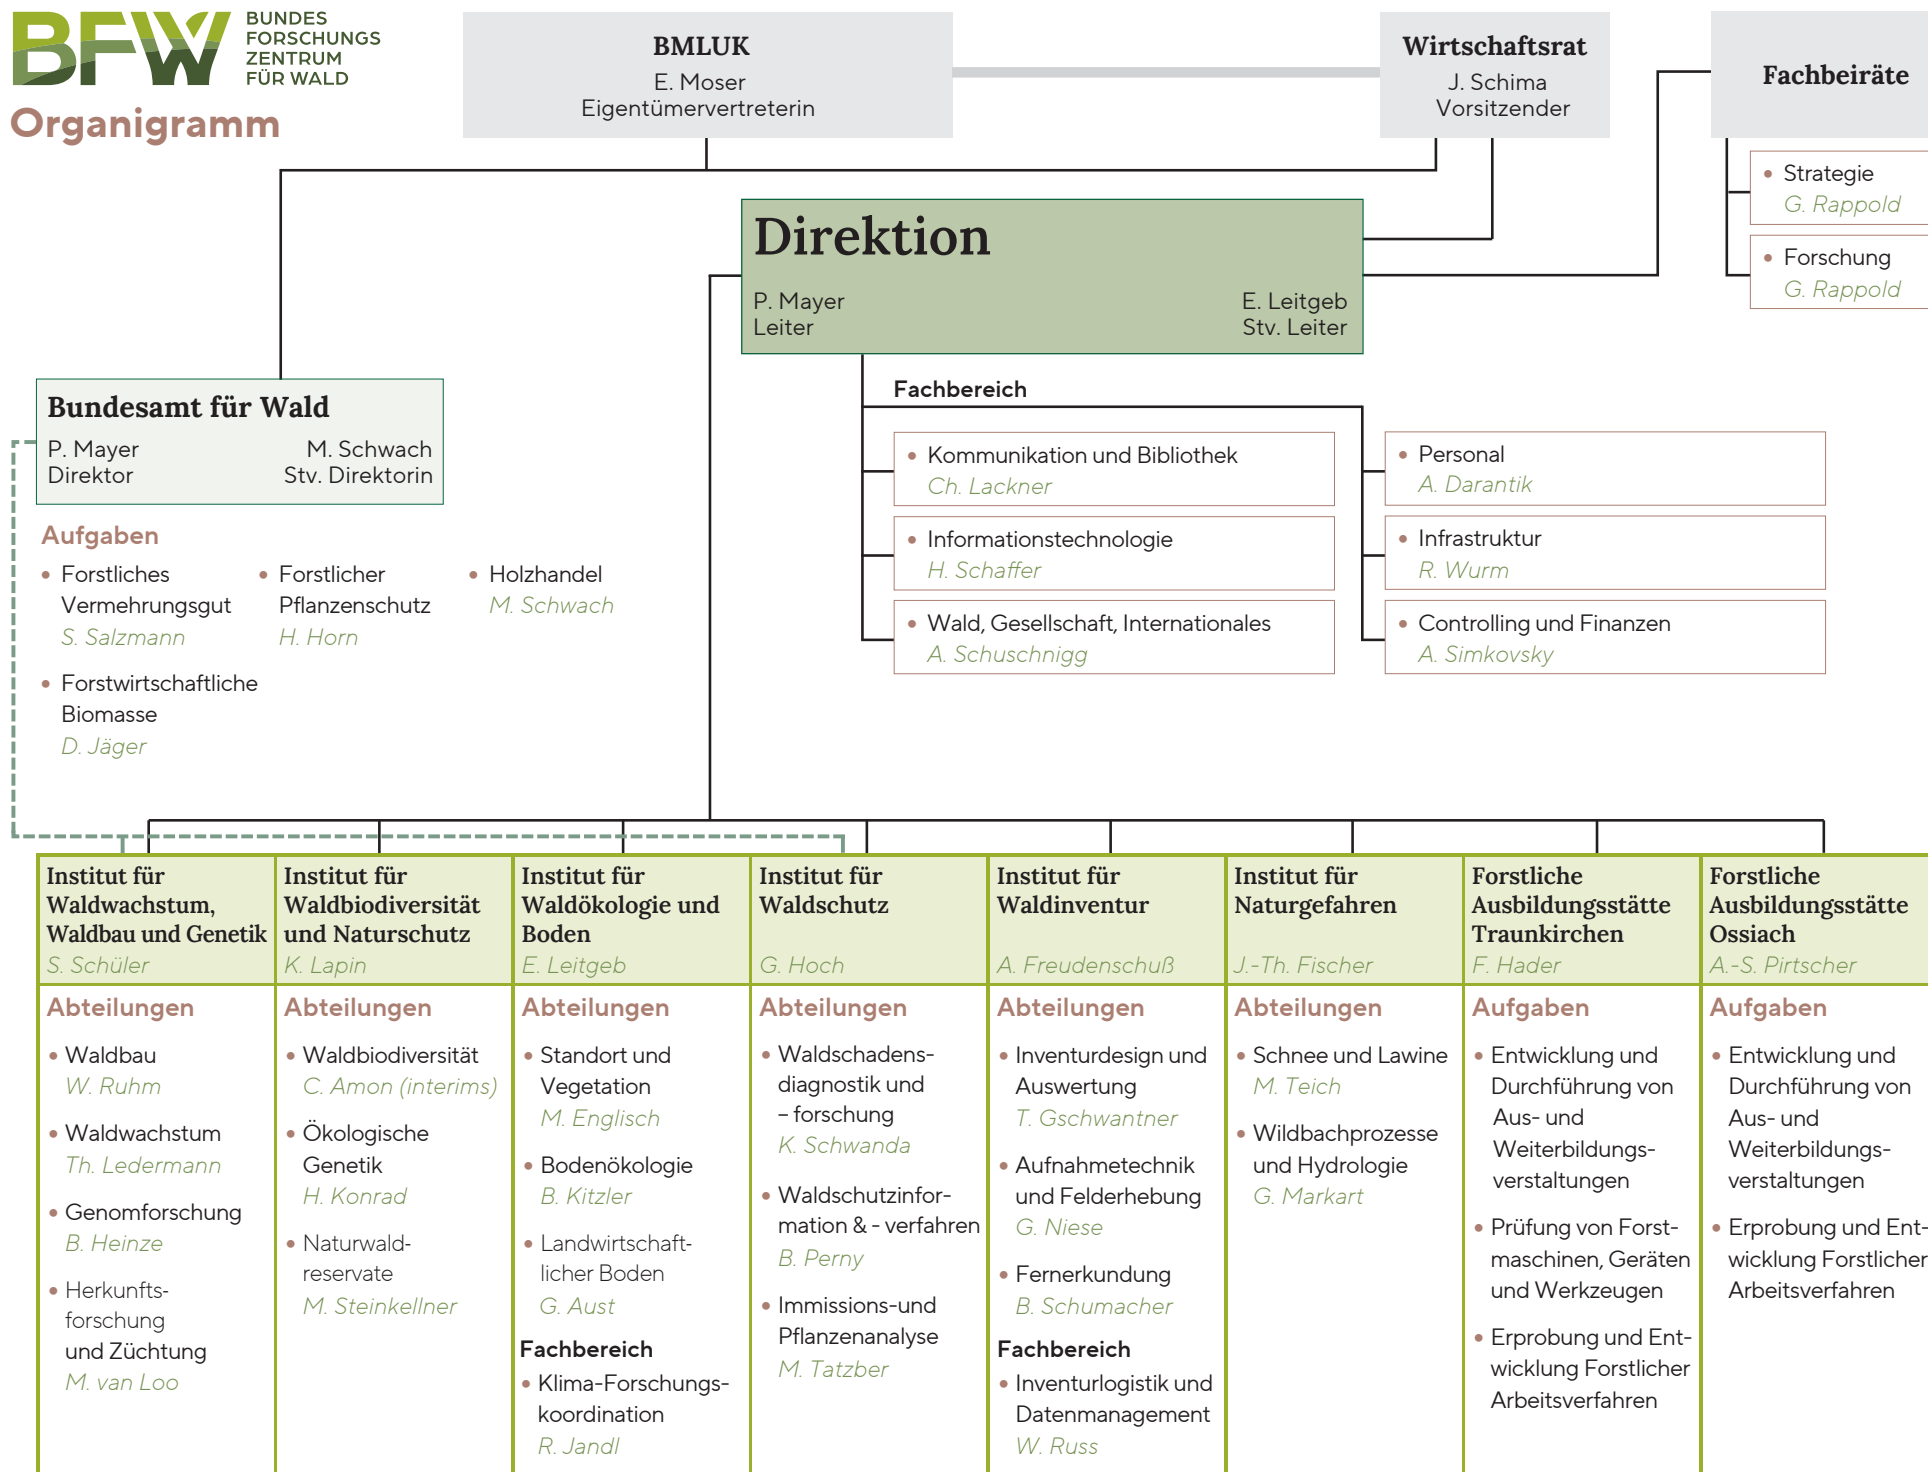 BFW
BUNDES
FORSCHUNGS
ZENTRUM
FÜR WALD
Organigramm
BMLUK
E. Moser
Eigentümervertreterin
Wirtschaftsrat
J. Schima
Vorsitzender
Fachbeiräte
• Strategie
G. Rappold
• Forschung
G. Rappold
Direktion
P. Mayer
Leiter
E. Leitgeb
Stv. Leiter
Bundesamt für Wald
P. Mayer
Direktor
M. Schwach
Stv. Direktorin
Aufgaben
• Forstliches
Vermehrungsgut
S. Salzmann
• Forstlicher
Pflanzenschutz
H. Horn
• Holzhandel
M. Schwach
• Forstwirtschaftliche
Biomasse
D. Jäger
Fachbereich
• Kommunikation und Bibliothek
Ch. Lackner
• Informationstechnologie
H. Schaffer
• Wald, Gesellschaft, Internationales
A. Schuschnigg
• Personal
A. Darantik
• Infrastruktur
R. Wurm
• Controlling und Finanzen
A. Simkovsky
Institut für
Waldwachstum,
Waldbau und Genetik
S. Schüler
Abteilungen
• Waldbau
W. Ruhm
• Waldwachstum
Th. Ledermann
• Genomforschung
B. Heinze
• Herkunfts-
forschung
und Züchtung
M. van Loo
Institut für
Waldbiodiversität
und Naturschutz
K. Lapin
Abteilungen
• Waldbiodiversität
C. Amon (interims)
• Ökologische
Genetik
H. Konrad
• Naturwald-
reservate
M. Steinkellner
Institut für
Waldökologie und
Boden
E. Leitgeb
Abteilungen
• Standort und
Vegetation
M. Englisch
• Bodenökologie
B. Kitzler
• Landwirtschaft-
licher Boden
G. Aust
Fachbereich
• Klima-Forschungs-
koordination
R. Jandl
Institut für
Waldschutz
G. Hoch
Abteilungen
• Waldschadens-
diagnostik und
– forschung
K. Schwanda
• Waldschutzinfor-
mation & - verfahren
B. Perny
• Immissions-und
Pflanzenanalyse
M. Tatzber
Institut für
Waldinventur
A. Freudenschuß
Abteilungen
• Inventurdesign und
Auswertung
T. Gschwantner
• Aufnahmetechnik
und Felderhebung
G. Niese
• Fernerkundung
B. Schumacher
Fachbereich
• Inventurlogistik und
Datenmanagement
W. Russ
Institut für
Naturgefahren
J.-Th. Fischer
Abteilungen
• Schnee und Lawine
M. Teich
• Wildbachprozesse
und Hydrologie
G. Markart
Forstliche
Ausbildungsstätte
Traunkirchen
F. Hader
Aufgaben
• Entwicklung und
Durchführung von
Aus- und
Weiterbildungs-
verstaltungen
• Prüfung von Forst-
maschinen, Geräten
und Werkzeugen
• Erprobung und Ent-
wicklung Forstlicher
Arbeitsverfahren
Forstliche
Ausbildungsstätte
Ossiach
A.-S. Pirtscher
Aufgaben
• Entwicklung und
Durchführung von
Aus- und
Weiterbildungs-
verstaltungen
• Erprobung und Ent-
wicklung Forstlicher
Arbeitsverfahren